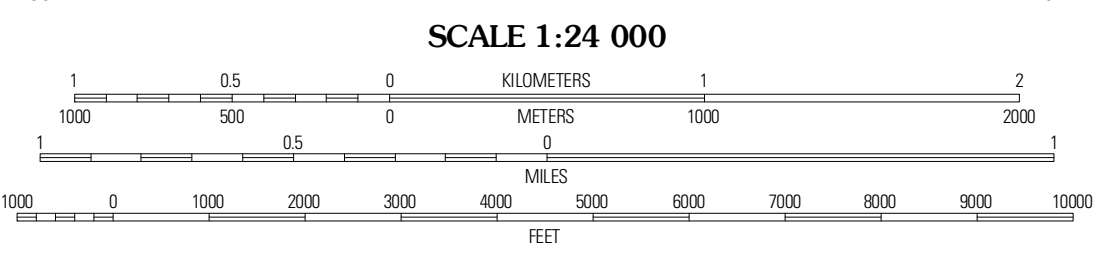 SCALE 1:24 000
1 0.5 0 KILOMETERS 1 2
1000 500 0 METERS 1000 2000
1 0.5 0 1
MILES
1000 0 1000 2000 3000 4000 5000 6000 7000 8000 9000 10000
FEET